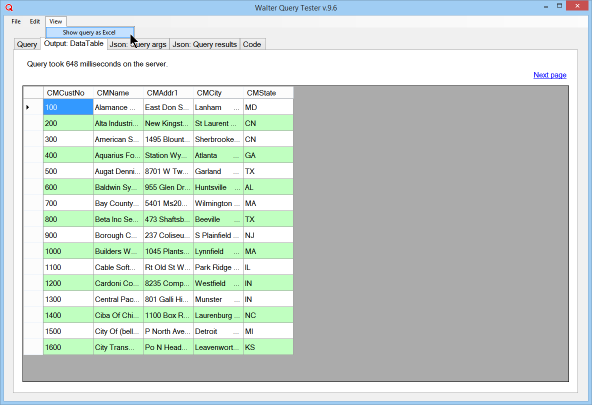 Walter Query Tester v.9.6
File Edit View
Show query as Excel
Query Output: DataTable Json: Query args Json: Query results Code
Query took 648 milliseconds on the server.
Next page
CMCustNo CMName CMAddr1 CMCity CMState
100 Alamance ... East Don S... Lanham ... MD
200 Alta Industri... New Kingst... St Laurent ... CN
300 American S... 1495 Blount... Sherbrooke... CN
400 Aquarius Fo... Station Wy... Atlanta ... GA
500 Augat Denni... 8701 W Tw... Garland ... TX
600 Baldwin Sy... 955 Glen Dr... Huntsville ... AL
700 Bay County... 5401 Ms20... Wilmington ... MA
800 Beta Inc Se... 473 Shaftsb... Beeville ... TX
900 Borough C... 237 Coliseu... S Plainfield ... NJ
1000 Builders W... 1045 Plants... Lynnfield ... MA
1100 Cable Soft... Rt Old St W... Park Ridge ... IL
1200 Cardoni Co... 8235 Comp... Westfield ... IN
1300 Central Pac... 801 Galli Hi... Munster ... IN
1400 Ciba Of Chi... 1100 Box R... Laurenburg ... NC
1500 City Of (bell... P North Ave... Detroit ... MI
1600 City Trans... Po N Head... Leavenwort... KS